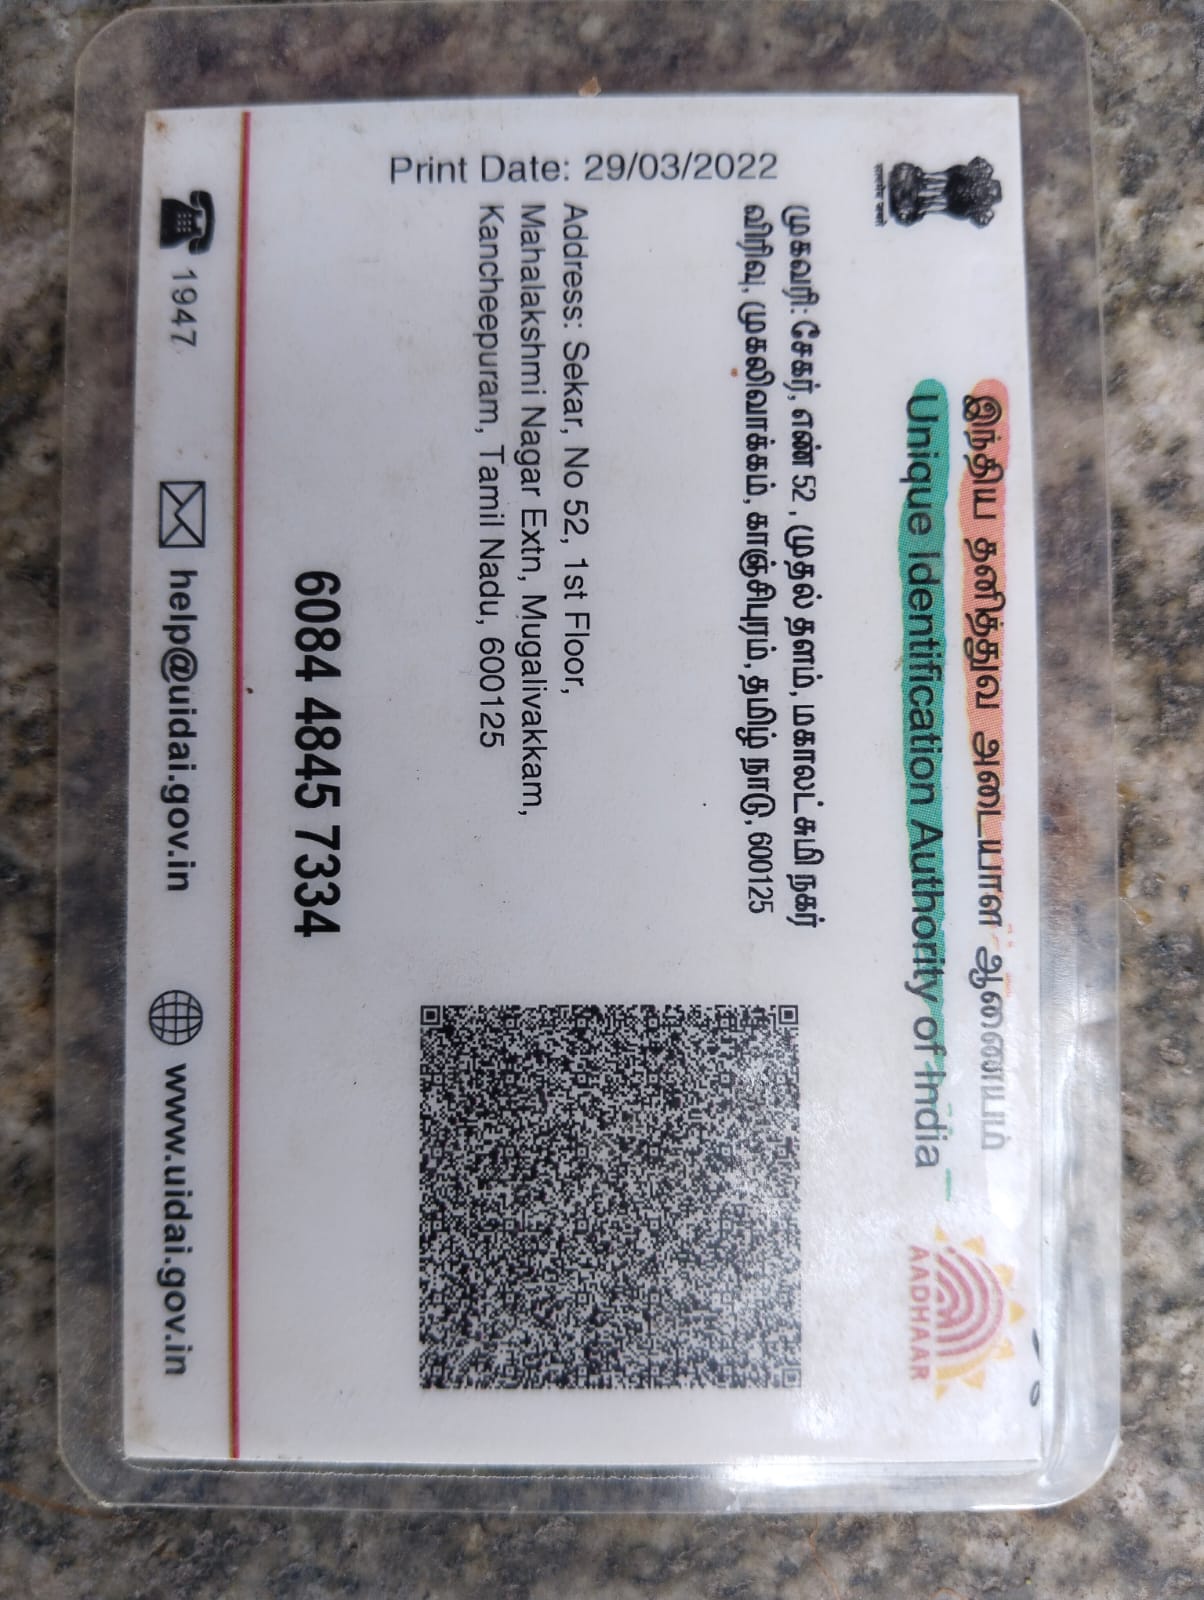 இந்திய தனித்துவ அடையாள ஆணையம்
Unique Identification Authority of India
AADHAAR
Print Date: 29/03/2022
முகவரி: சேகர், எண் 52 , முதல் தளம், மகாலட்சுமி நகர்
விரிவு, முகலிவாக்கம், காஞ்சிபுரம், தமிழ் நாடு, 600125
Address: Sekar, No 52, 1st Floor,
Mahalakshmi Nagar Extn, Mugalivakkam,
Kancheepuram, Tamil Nadu, 600125
6084 4845 7334
1947
help@uidai.gov.in
www.uidai.gov.in